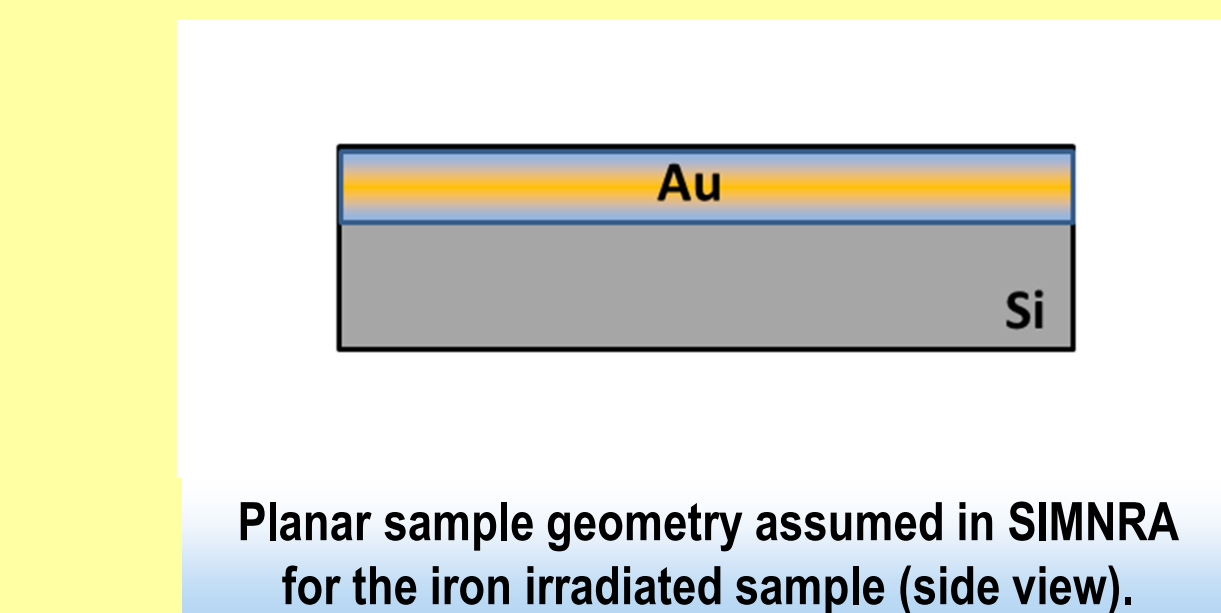 Au
Si
Planar sample geometry assumed in SIMNRA
for the iron irradiated sample (side view).